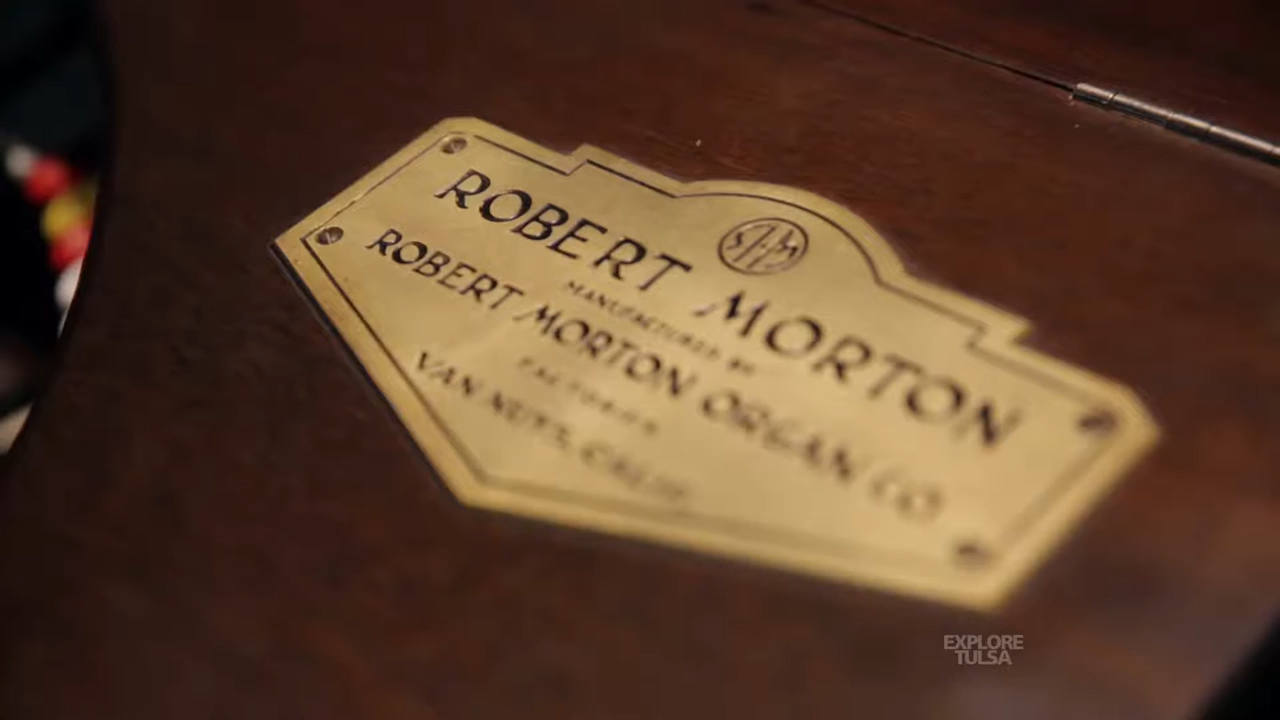 ROBERT MORTON
MANUFACTURED BY
ROBERT MORTON ORGAN CO
FACTORIES
VAN NUYS, CALIF.
EXPLORE
TULSA